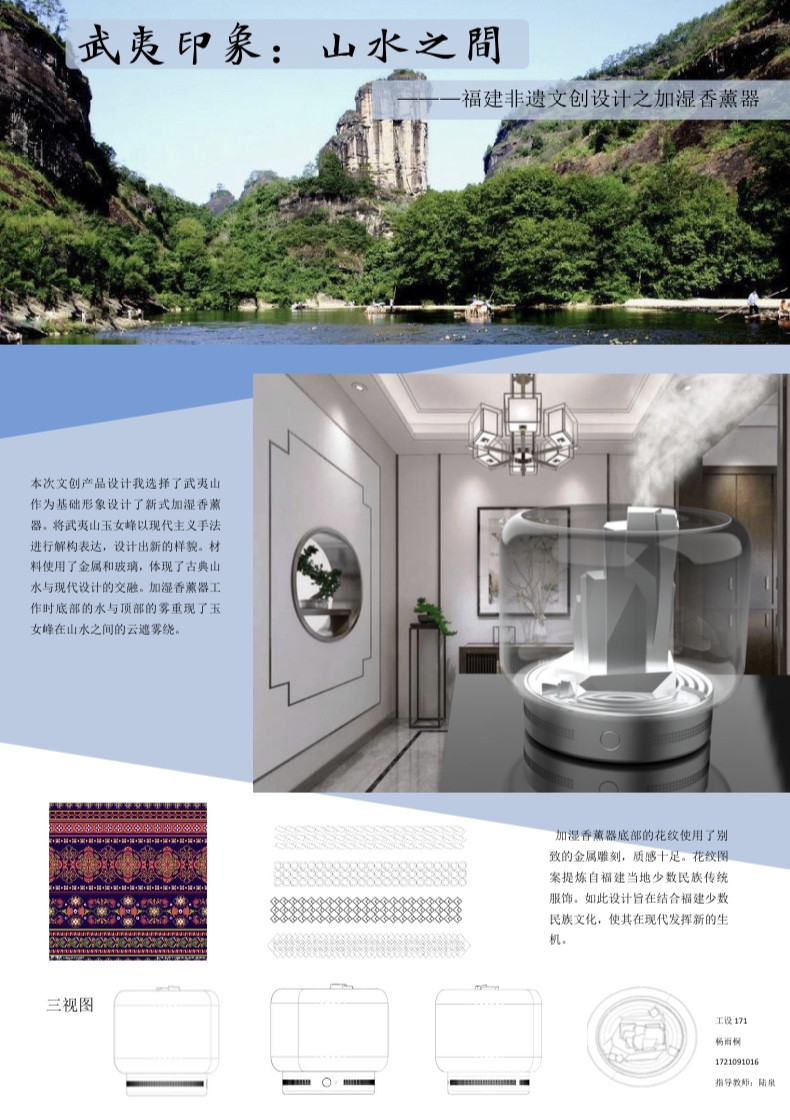 武夷印象：山水之間
———福建非遗文创设计之加湿香薰器
本次文创产品设计我选择了武夷山
作为基础形象设计了新式加湿香薰
器。将武夷山玉女峰以现代主义手法
进行解构表达，设计出新的样貌。材
料使用了金属和玻璃，体现了古典山
水与现代设计的交融。加湿香薰器工
作时底部的水与顶部的雾重现了玉
女峰在山水之间的云遮雾绕。
加湿香薰器底部的花纹使用了别
致的金属雕刻，质感十足。花纹图
案提炼自福建当地少数民族传统
服饰。如此设计旨在结合福建少数
民族文化，使其在现代发挥新的生
机。
三视图
工设 171
杨雨桐
1721091016
指导教师：陆泉